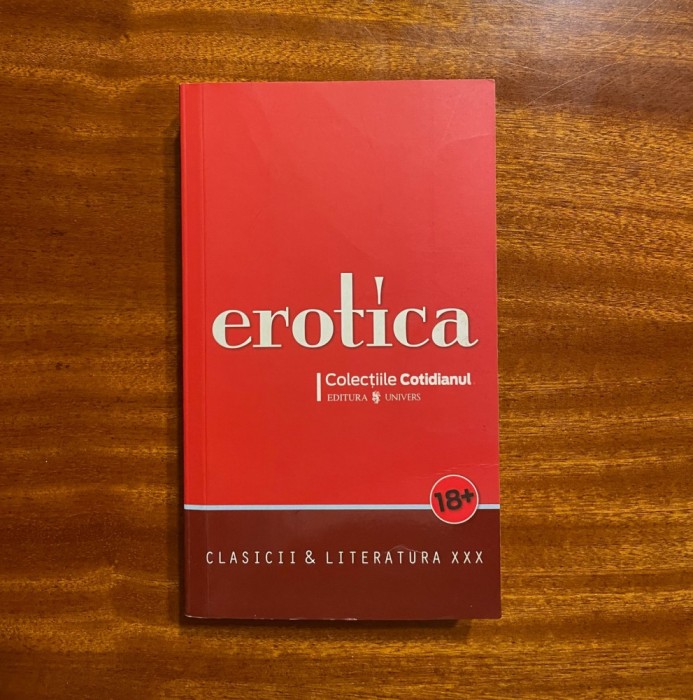 erotica
Colecțiile Cotidianul
EDITURA UNIVERS
18+
CLASICII & LITERATURA XXX